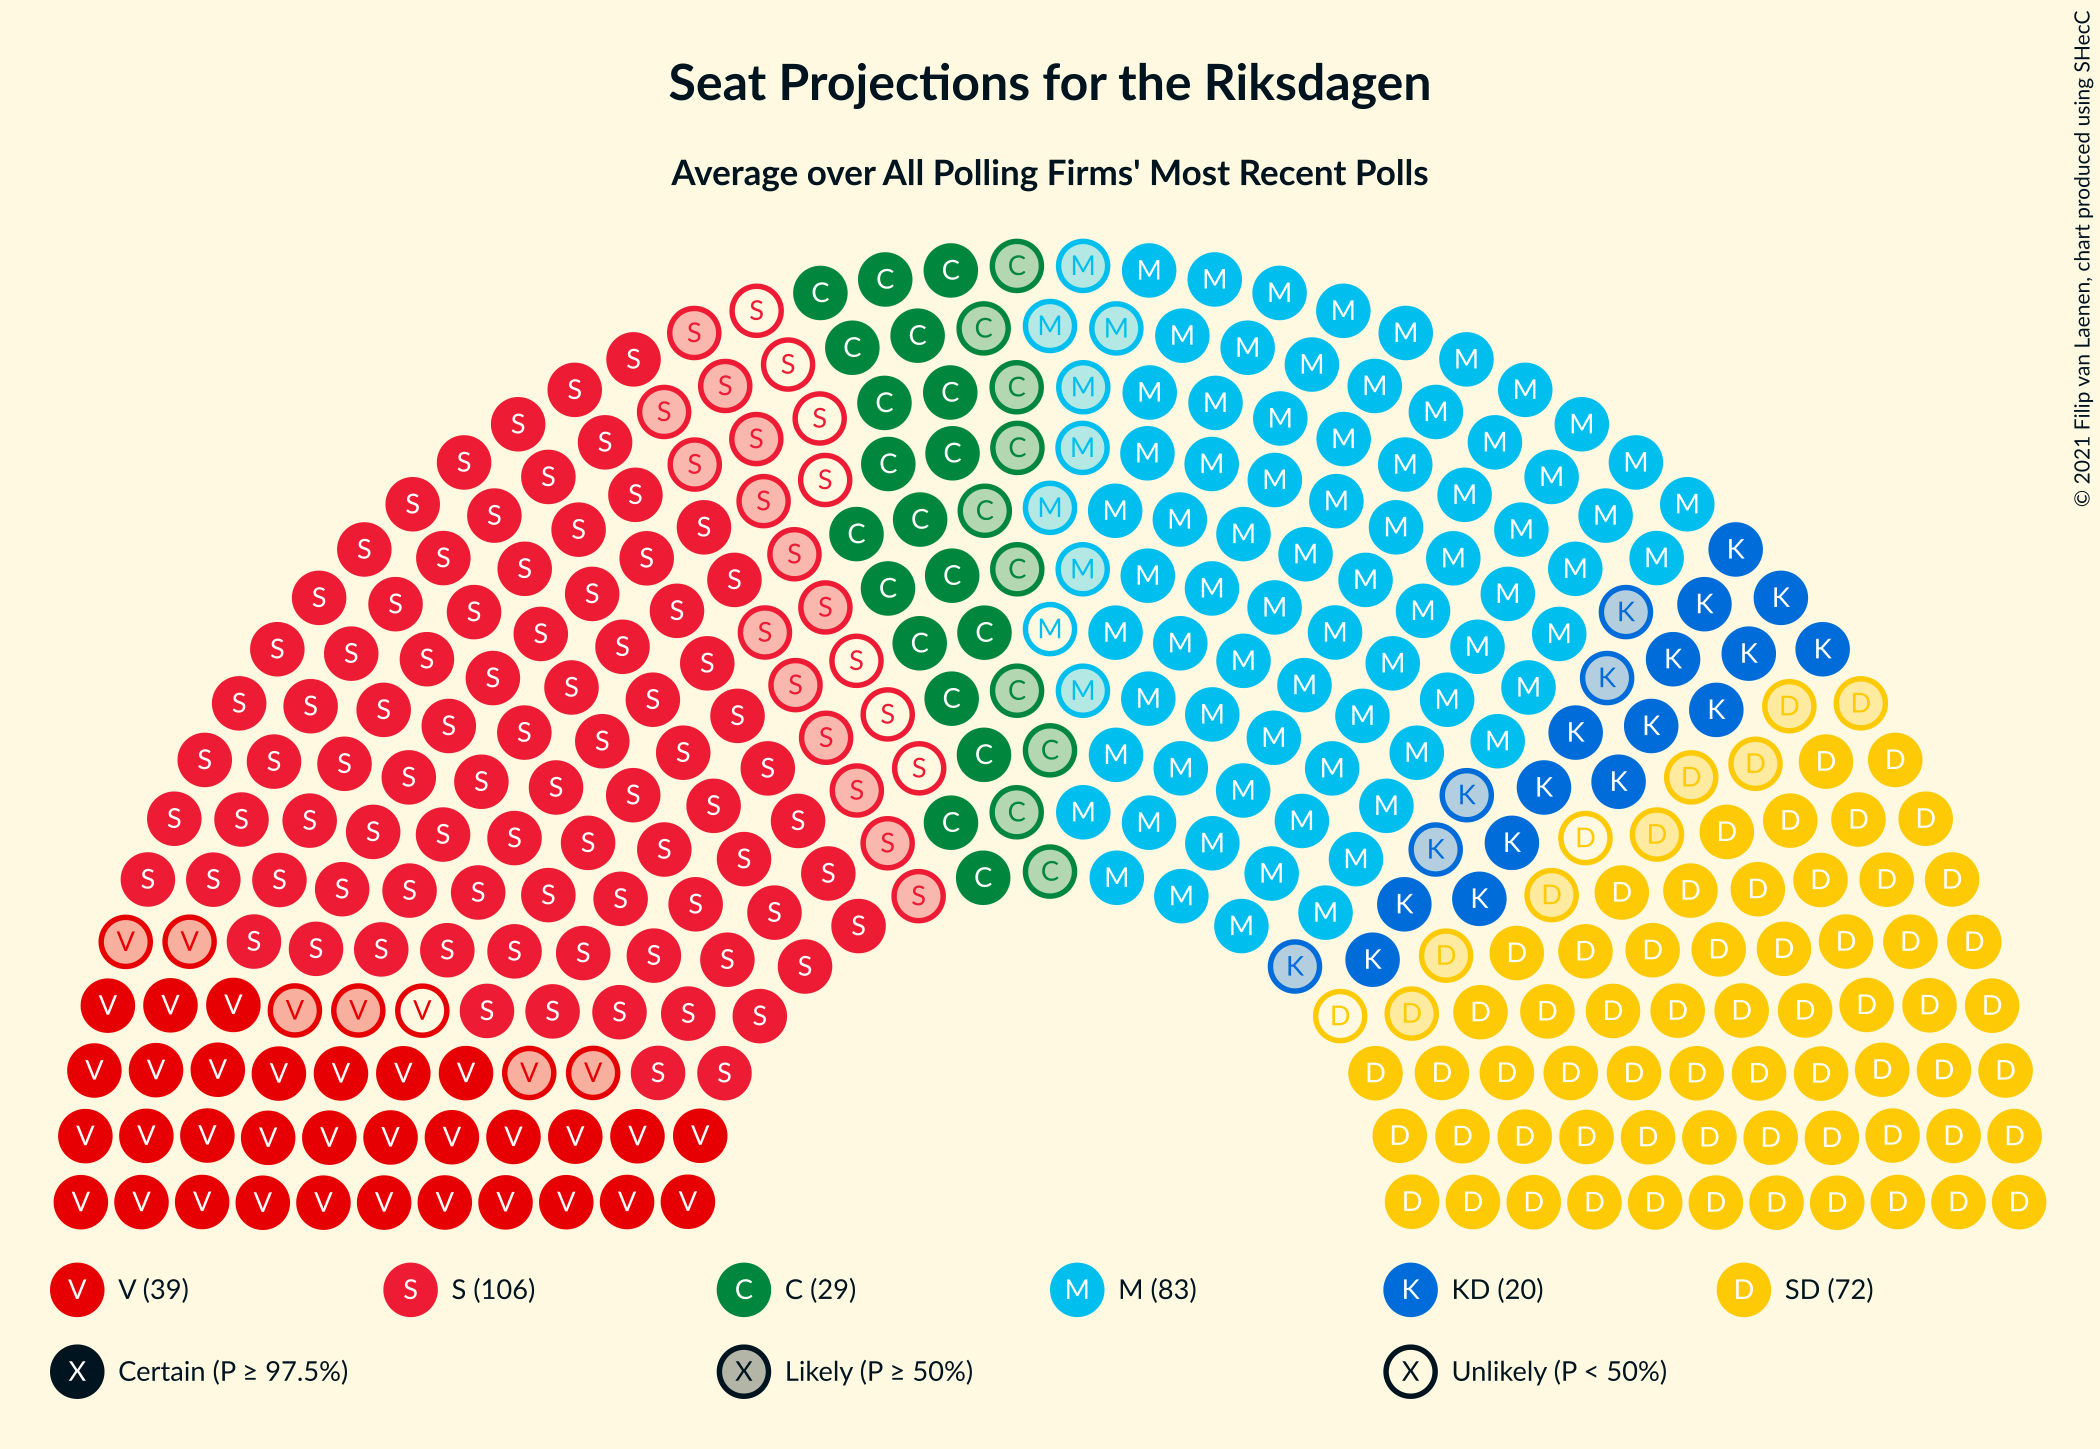 Seat Projections for the Riksdagen
Average over All Polling Firms' Most Recent Polls
© 2021 Filip van Laenen, chart produced using SHecC
V V (39) S S (106) C C (29) M M (83) K KD (20) D SD (72)
X Certain (P ≥ 97.5%) X Likely (P ≥ 50%) X Unlikely (P < 50%)